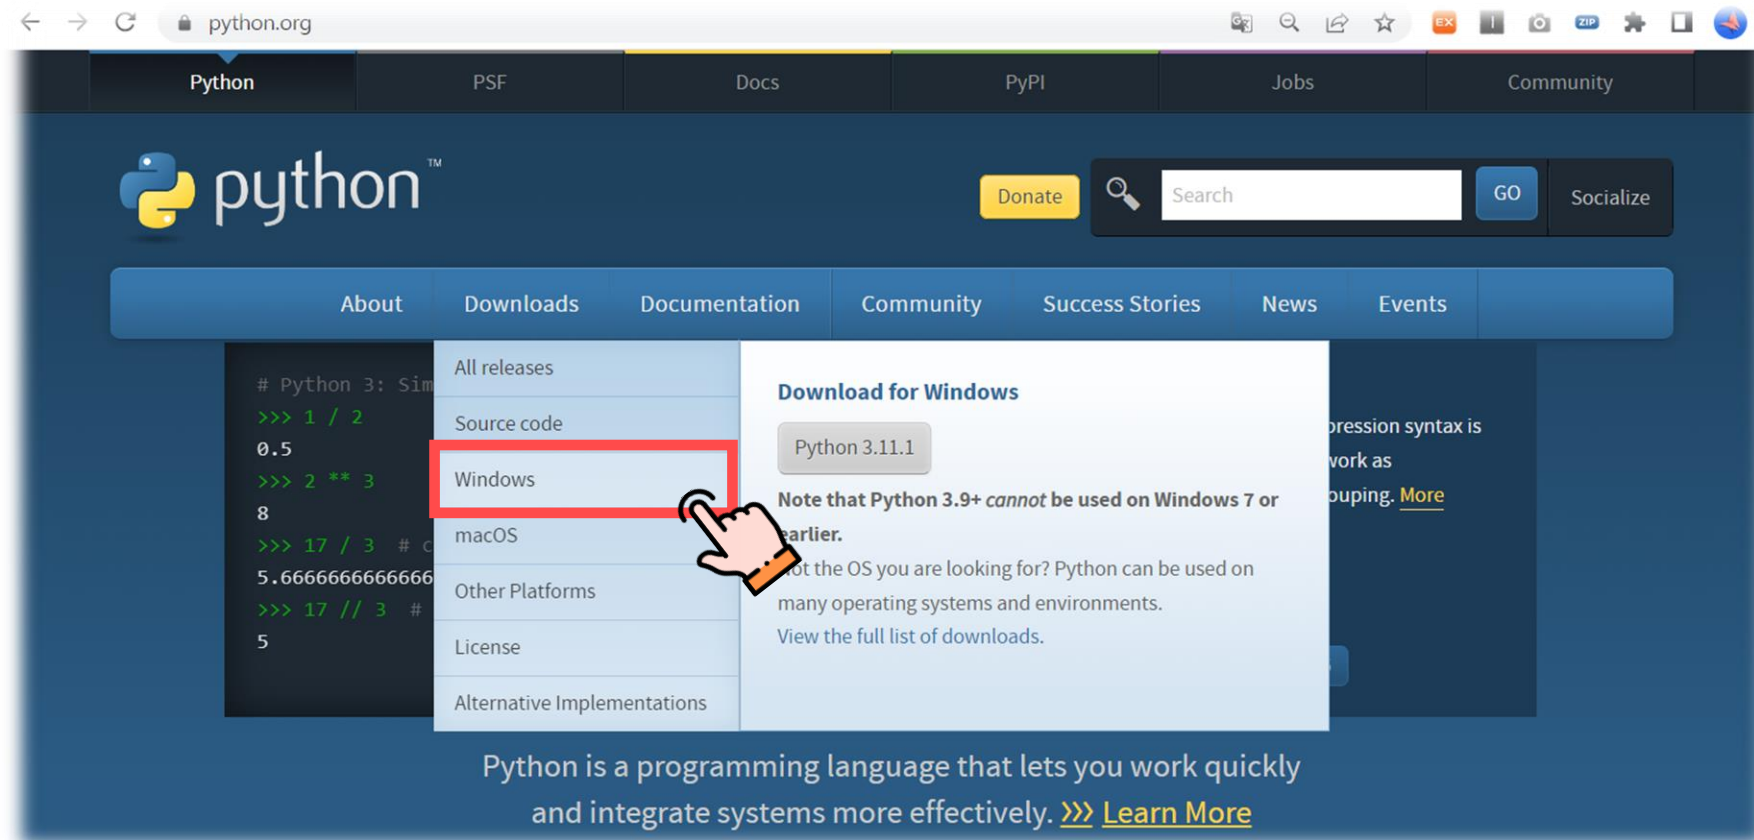 python.org
EX
ZIP
Python
PSF
Docs
PyPI
Jobs
Community
python™
Donate
Search
GO
Socialize
About
Downloads
Documentation
Community
Success Stories
News
Events
# Python 3: Sim
>>> 1 / 2
0.5
>>> 2 ** 3
8
>>> 17 / 3 # c
5.6666666666666
>>> 17 // 3 #
5
All releases
Source code
Windows
macOS
Other Platforms
License
Alternative Implementations
Download for Windows
Python 3.11.1
Note that Python 3.9+ cannot be used on Windows 7 or
earlier.
Not the OS you are looking for? Python can be used on
many operating systems and environments.
View the full list of downloads.
pression syntax is
work as
ouping. More
Python is a programming language that lets you work quickly
and integrate systems more effectively. >>> Learn More